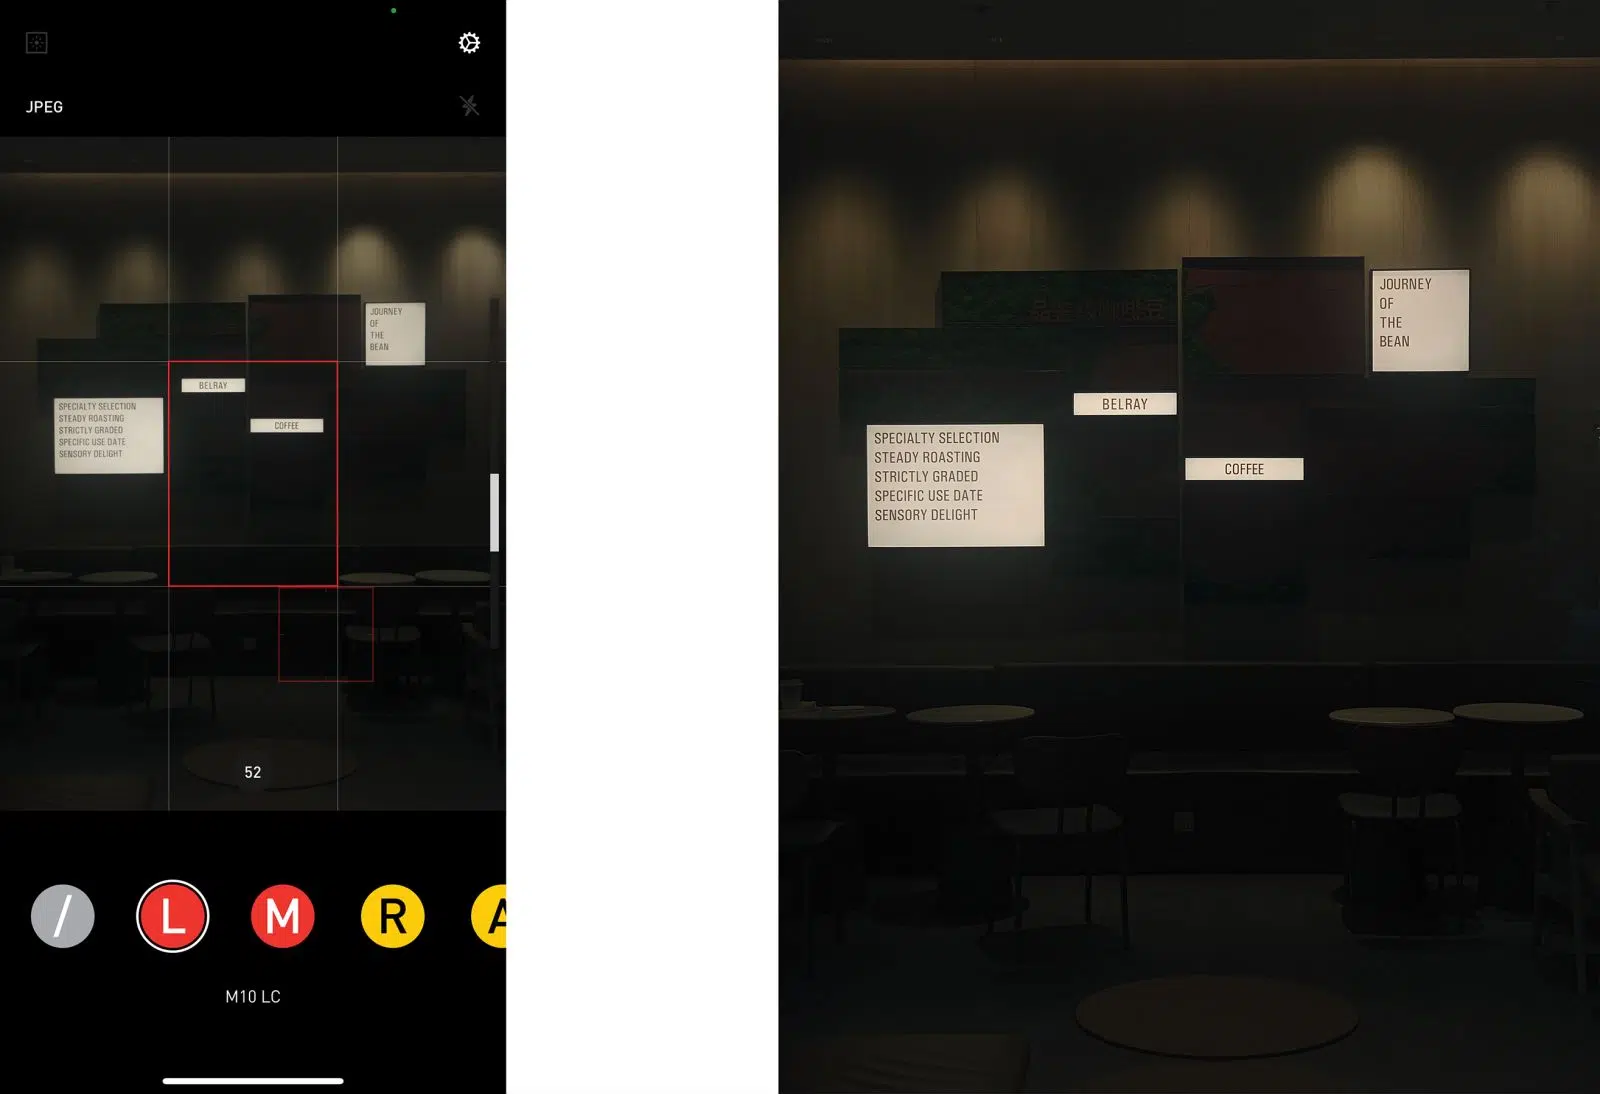 JPEG
JOURNEY
OF
THE
BEAN
BELRAY
SPECIALTY SELECTION
STEADY ROASTING
STRICTLY GRADED
SPECIFIC USE DATE
SENSORY DELIGHT
COFFEE
52
/
L
M
R
A
M10 LC
JOURNEY
OF
THE
BEAN
BELRAY
SPECIALTY SELECTION
STEADY ROASTING
STRICTLY GRADED
SPECIFIC USE DATE
SENSORY DELIGHT
COFFEE